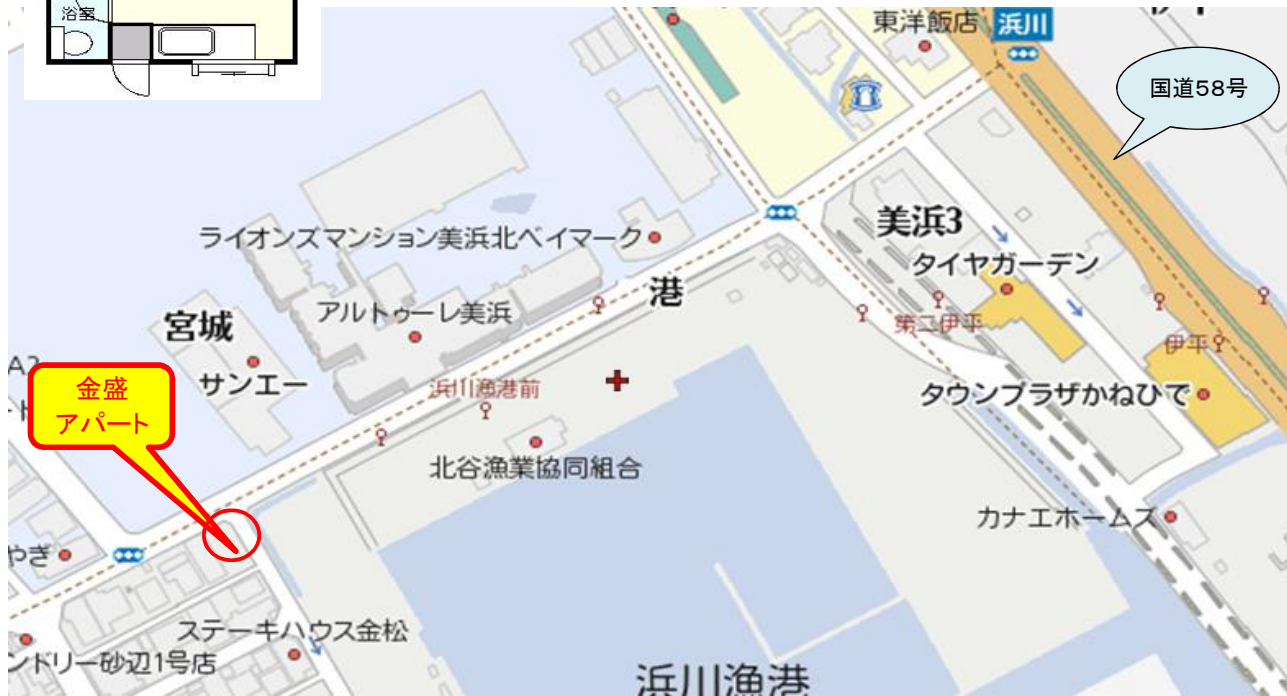 浴室
東洋飯店
浜川
国道58号
美浜3
ライオンズマンション美浜北ベイマーク
タイヤガーデン
港
アルトゥーレ美浜
宮城
第二伊平
伊平
サンエー
金盛
アパート
浜川漁港前
タウンプラザかねひで
北谷漁業協同組合
カナエホームズ
やぎ
ステーキハウス金松
ンドリー砂辺1号店
浜川漁港